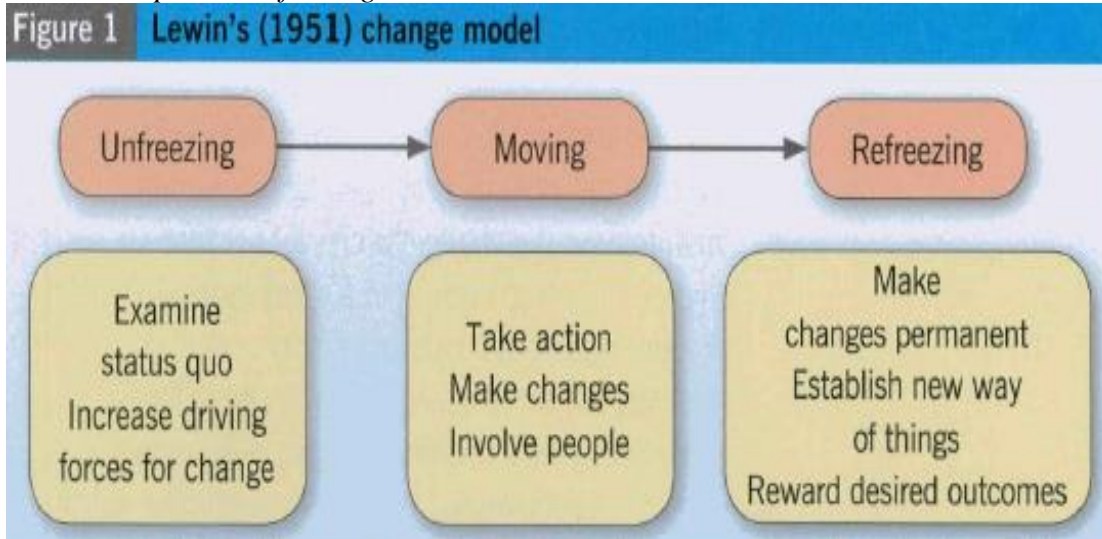 Figure 1 Lewin's (1951) change model
Unfreezing
Moving
Refreezing
Examine
status quo
Increase driving
forces for change
Take action
Make changes
Involve people
Make
changes permanent
Establish new way
of things
Reward desired outcomes